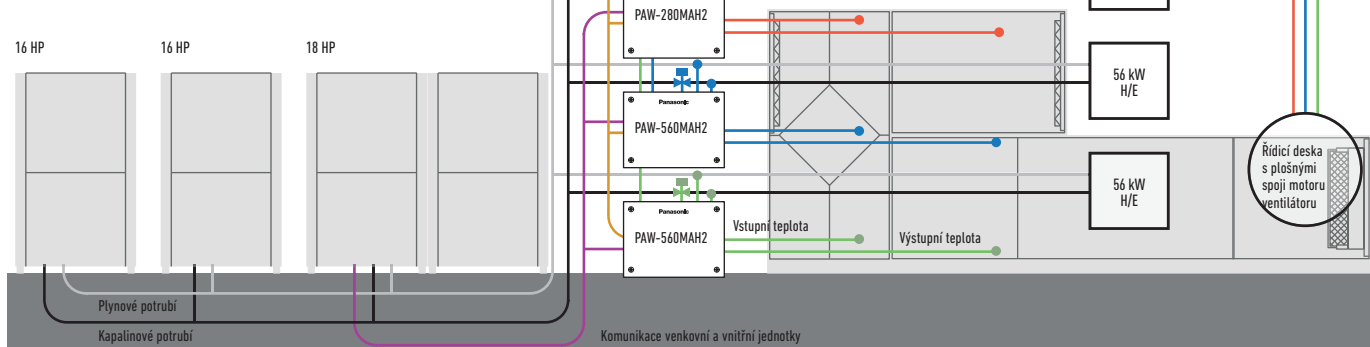 PAW-280MAH2
16 HP
16 HP
18 HP
56 kW
H/E
Panasonic
PAW-560MAH2
Řídicí deska
s plošnými
spoji motoru
ventilátoru
56 kW
H/E
Panasonic
PAW-560MAH2
Vstupní teplota
Výstupní teplota
Plynové potrubí
Kapalinové potrubí
Komunikace venkovní a vnitřní jednotky